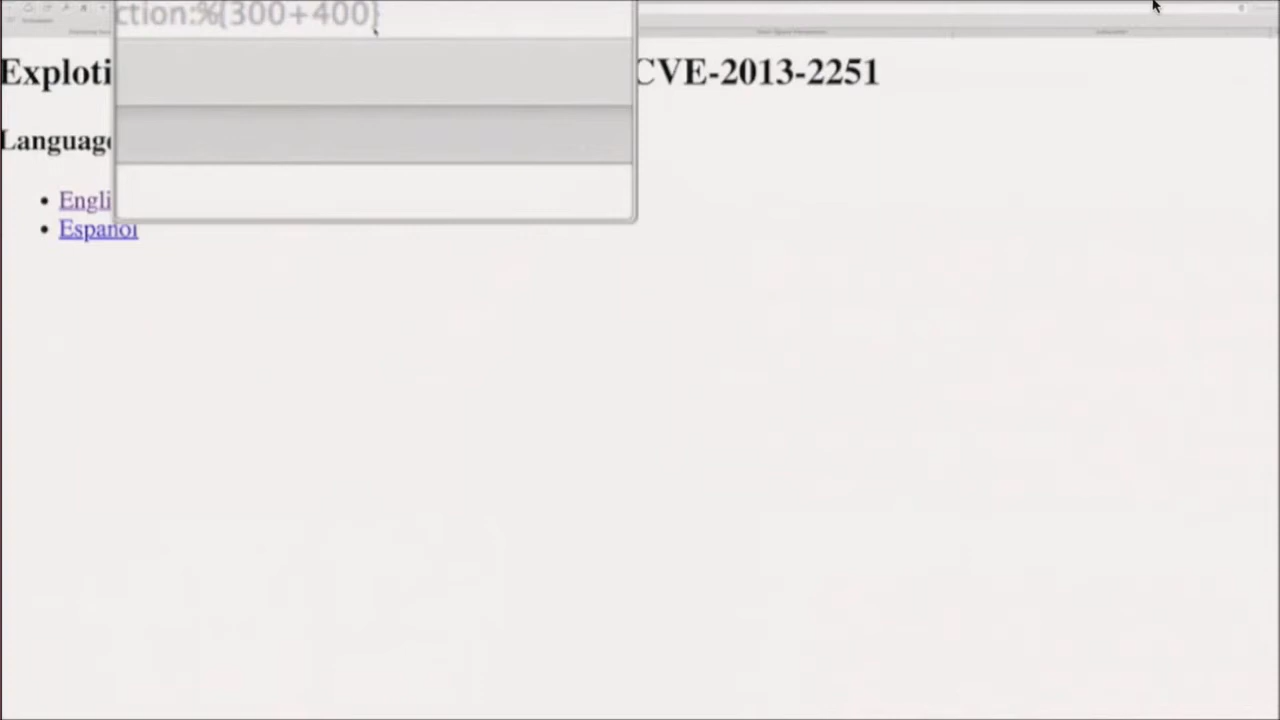 ction:%{300+400}
Exploti CVE-2013-2251
Language
Engli
Español